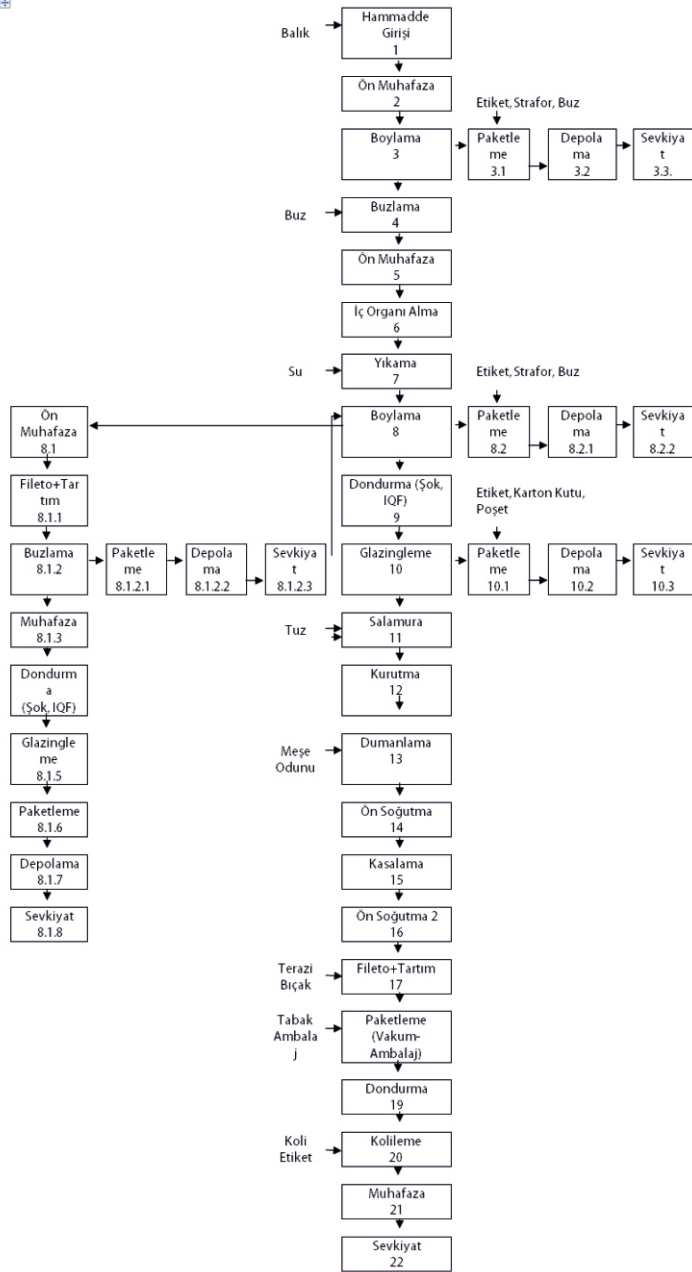 Balık
Hammadde
Girişi
1
Ön Muhafaza
2
Etiket, Strafor, Buz
Boylama
3
Paketle
me
3.1
Depola
ma
3.2
Sevkiya
t
3.3.
Buz
Buzlama
4
Ön Muhafaza
5
İç Organı Alma
6
Su
Yıkama
7
Etiket, Strafor, Buz
Ön
Muhafaza
8.1
Boylama
8
Paketle
me
8.2
Depola
ma
8.2.1
Sevkiya
t
8.2.2
Fileto+Tar
tım
8.1.1
Dondurma (Şok,
IQF)
9
Etiket, Karton Kutu,
Poşet
Buzlama
8.1.2
Paketle
me
8.1.2.1
Depola
ma
8.1.2.2
Sevkiya
t
8.1.2.3
Glazingleme
10
Paketle
me
10.1
Depola
ma
10.2
Sevkiya
t
10.3
Muhafaza
8.1.3
Tuz
Salamura
11
Dondurm
a
(Şok, IQF)
Kurutma
12
Glazingle
me
8.1.5
Meşe
Odunu
Dumanlama
13
Paketleme
8.1.6
Ön Soğutma
14
Depolama
8.1.7
Kasalama
15
Sevkiyat
8.1.8
Ön Soğutma 2
16
Terazi
Bıçak
Fileto+Tartım
17
Tabak
Ambala
j
Paketleme
(Vakum-
Ambalaj)
Dondurma
19
Koli
Etiket
Kolileme
20
Muhafaza
21
Sevkiyat
22